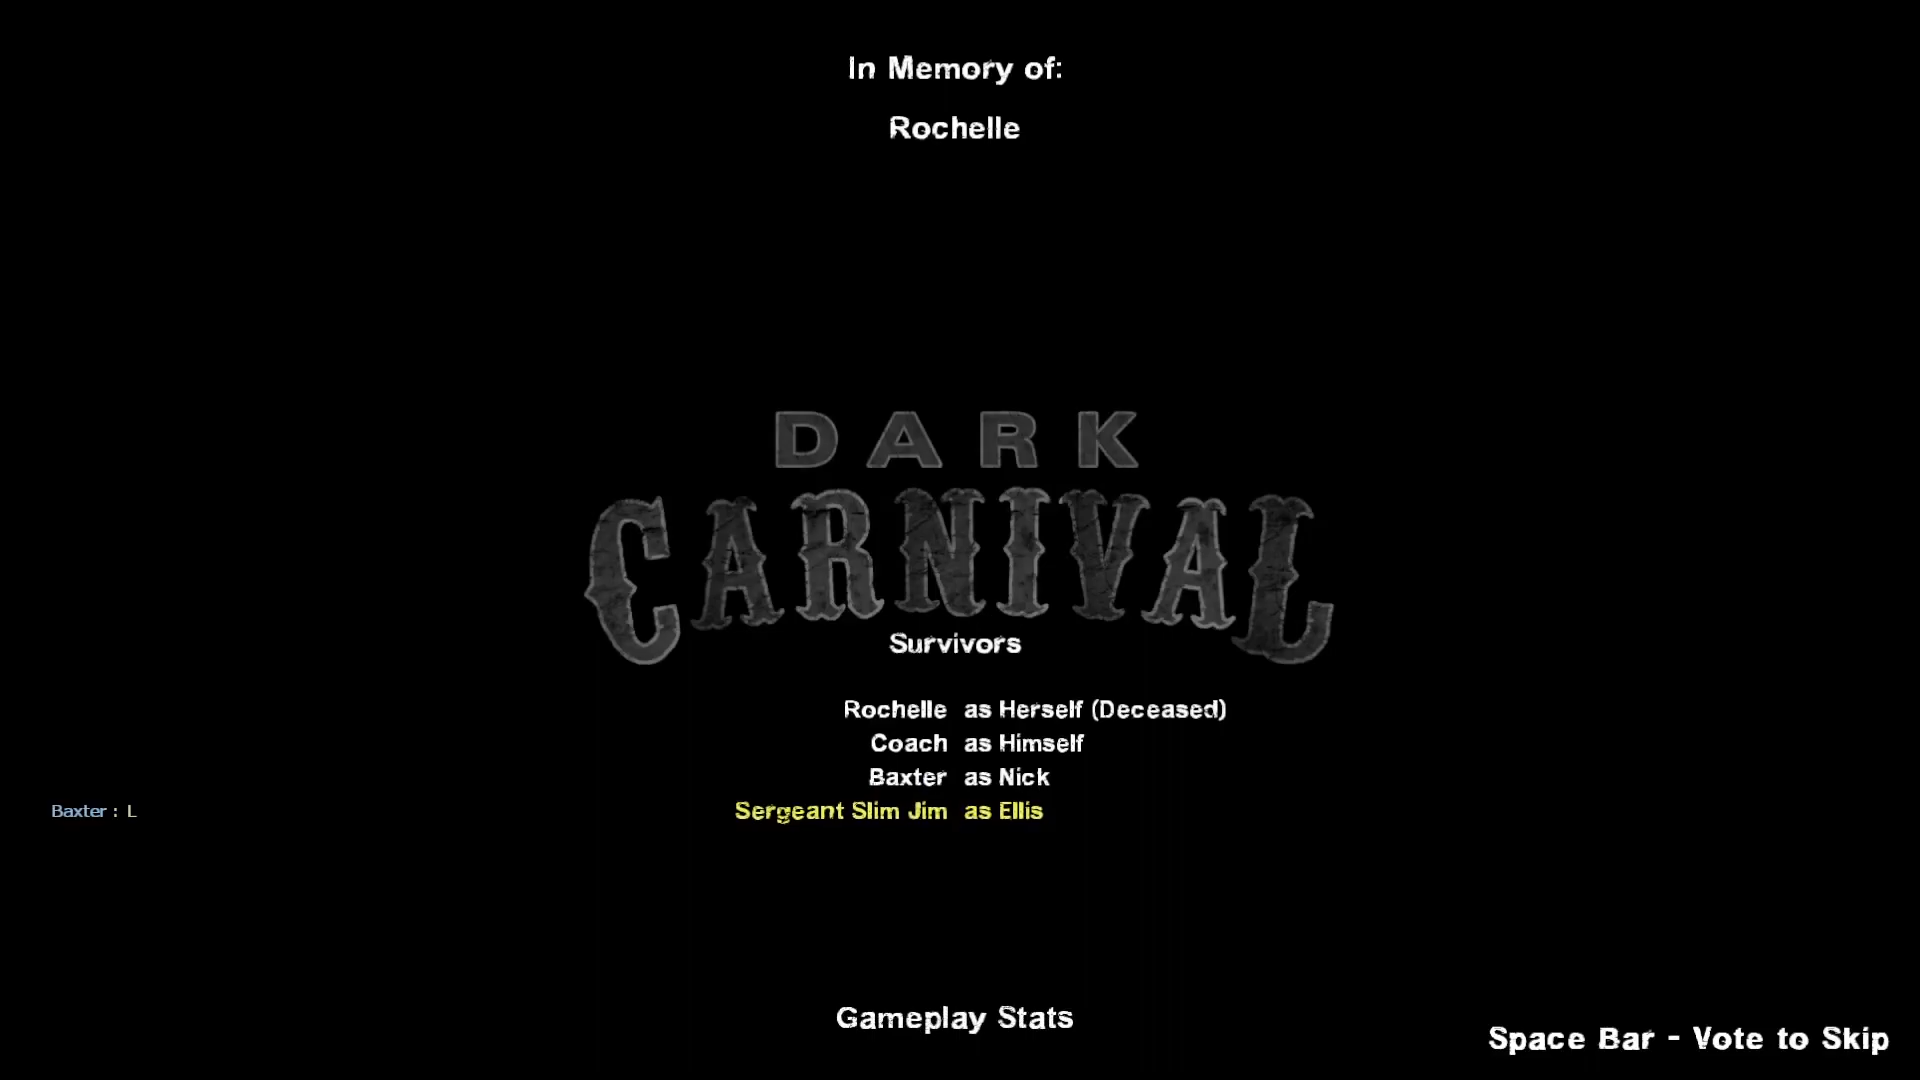 In Memory of:
Rochelle
DARK
CARNIVAL
Survivors
Rochelle as Herself (Deceased)
Coach as Himself
Baxter as Nick
Baxter : L
Sergeant Slim Jim as Ellis
Gameplay Stats
Space Bar - Vote to Skip